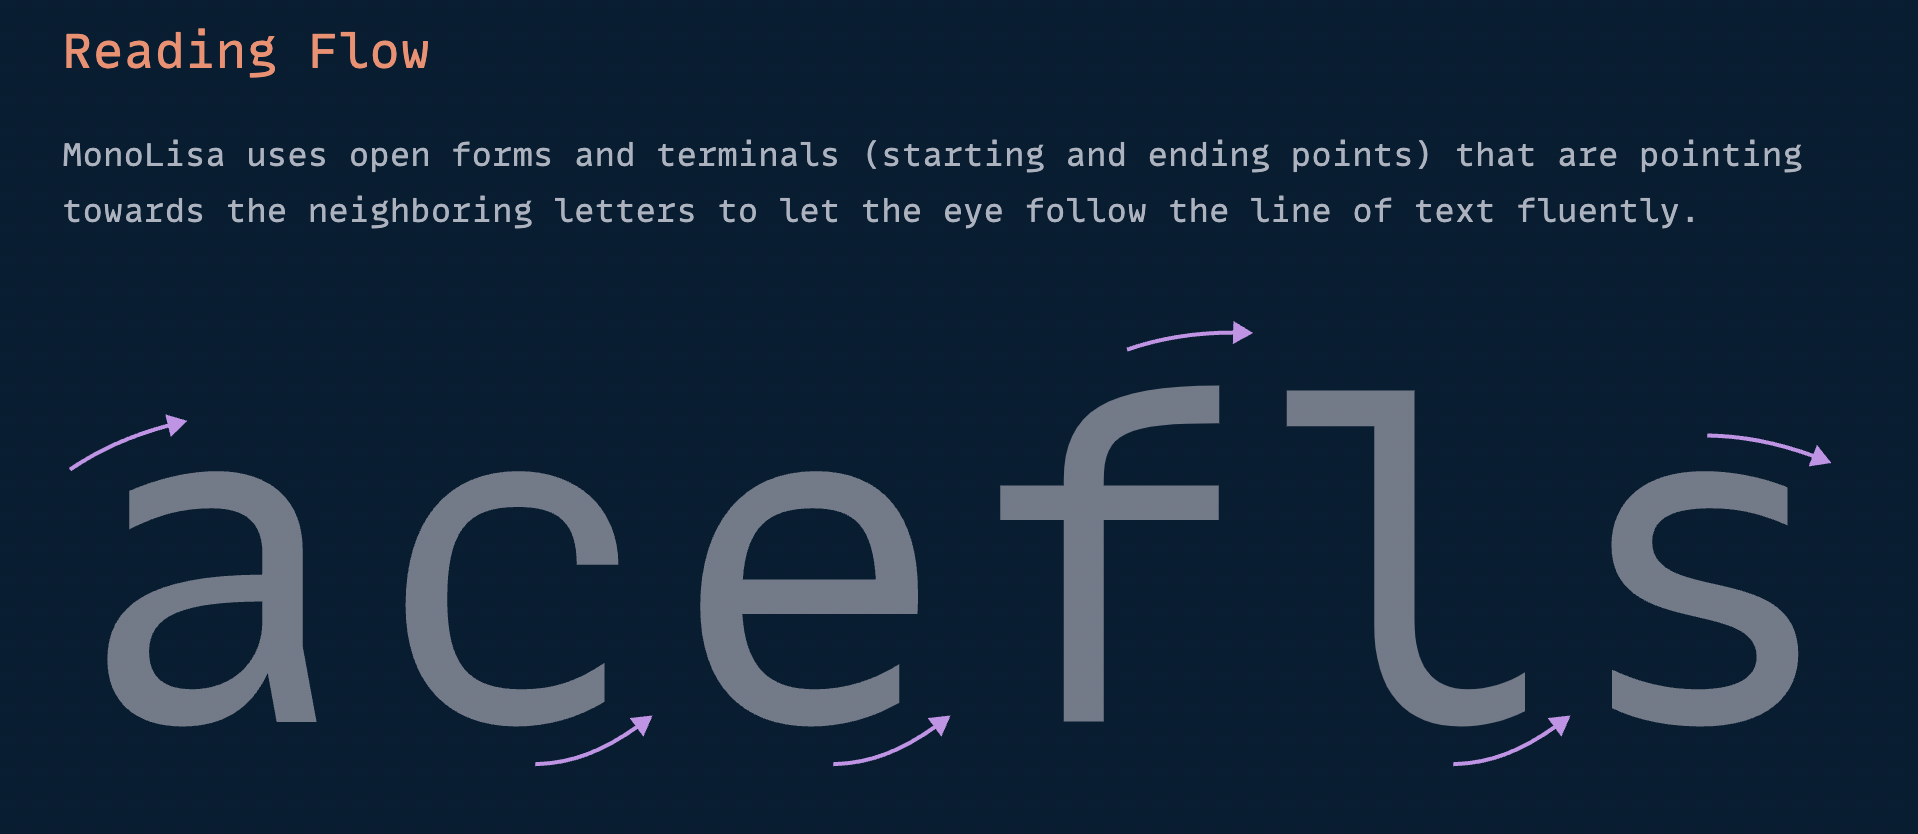 Reading Flow
MonoLisa uses open forms and terminals (starting and ending points) that are pointing
towards the neighboring letters to let the eye follow the line of text fluently.
acefls